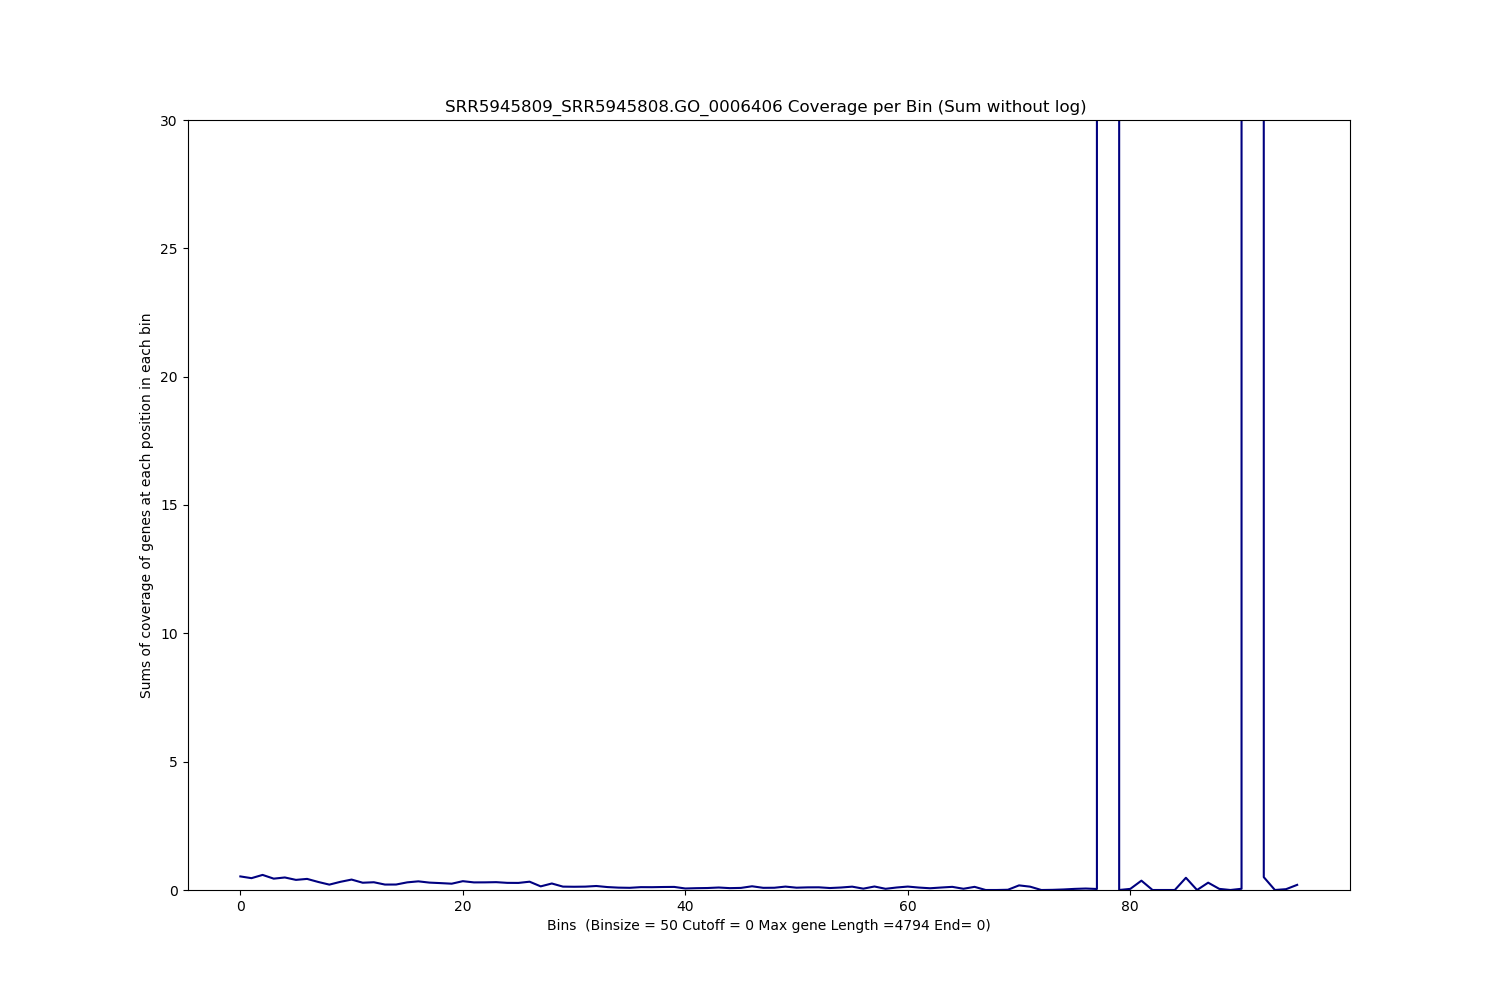 SRR5945809_SRR5945808.GO_0006406 Coverage per Bin (Sum without log)
30
25
20
15
10
5
0
Sums of coverage of genes at each position in each bin
0 20 40 60 80
Bins  (Binsize = 50 Cutoff = 0 Max gene Length =4794 End= 0)